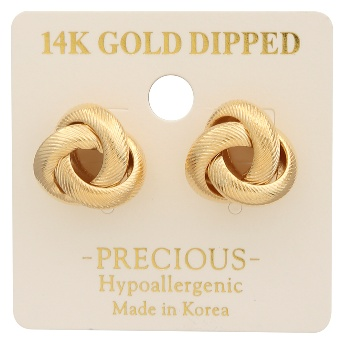 14K GOLD DIPPED
-PRECIOUS-
Hypoallergenic
Made in Korea